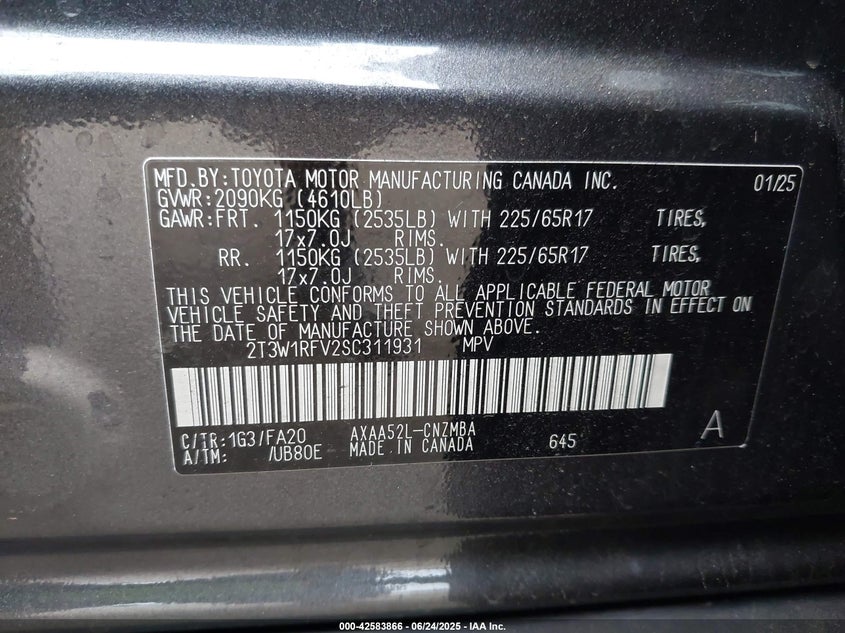 MFD.BY:TOYOTA MOTOR MANUFACTURING CANADA INC. 01/25
GVWR:2090KG (4610LB)
GAWR:FRT. 1150KG (2535LB) WITH 225/65R17 TIRES,
17x7.0J RIMS.
RR. 1150KG (2535LB) WITH 225/65R17 TIRES,
17x7.0J RIMS.
THIS VEHICLE CONFORMS TO ALL APPLICABLE FEDERAL MOTOR
VEHICLE SAFETY AND THEFT PREVENTION STANDARDS IN EFFECT ON
THE DATE OF MANUFACTURE SHOWN ABOVE.
2T3W1RFV2SC311931 MPV
C/TR:1G3/FA20 AXAA52L-CNZMBA 645 A
A/TM: /UB80E MADE IN CANADA
000-42583866 - 06/24/2025 - IAA Inc.